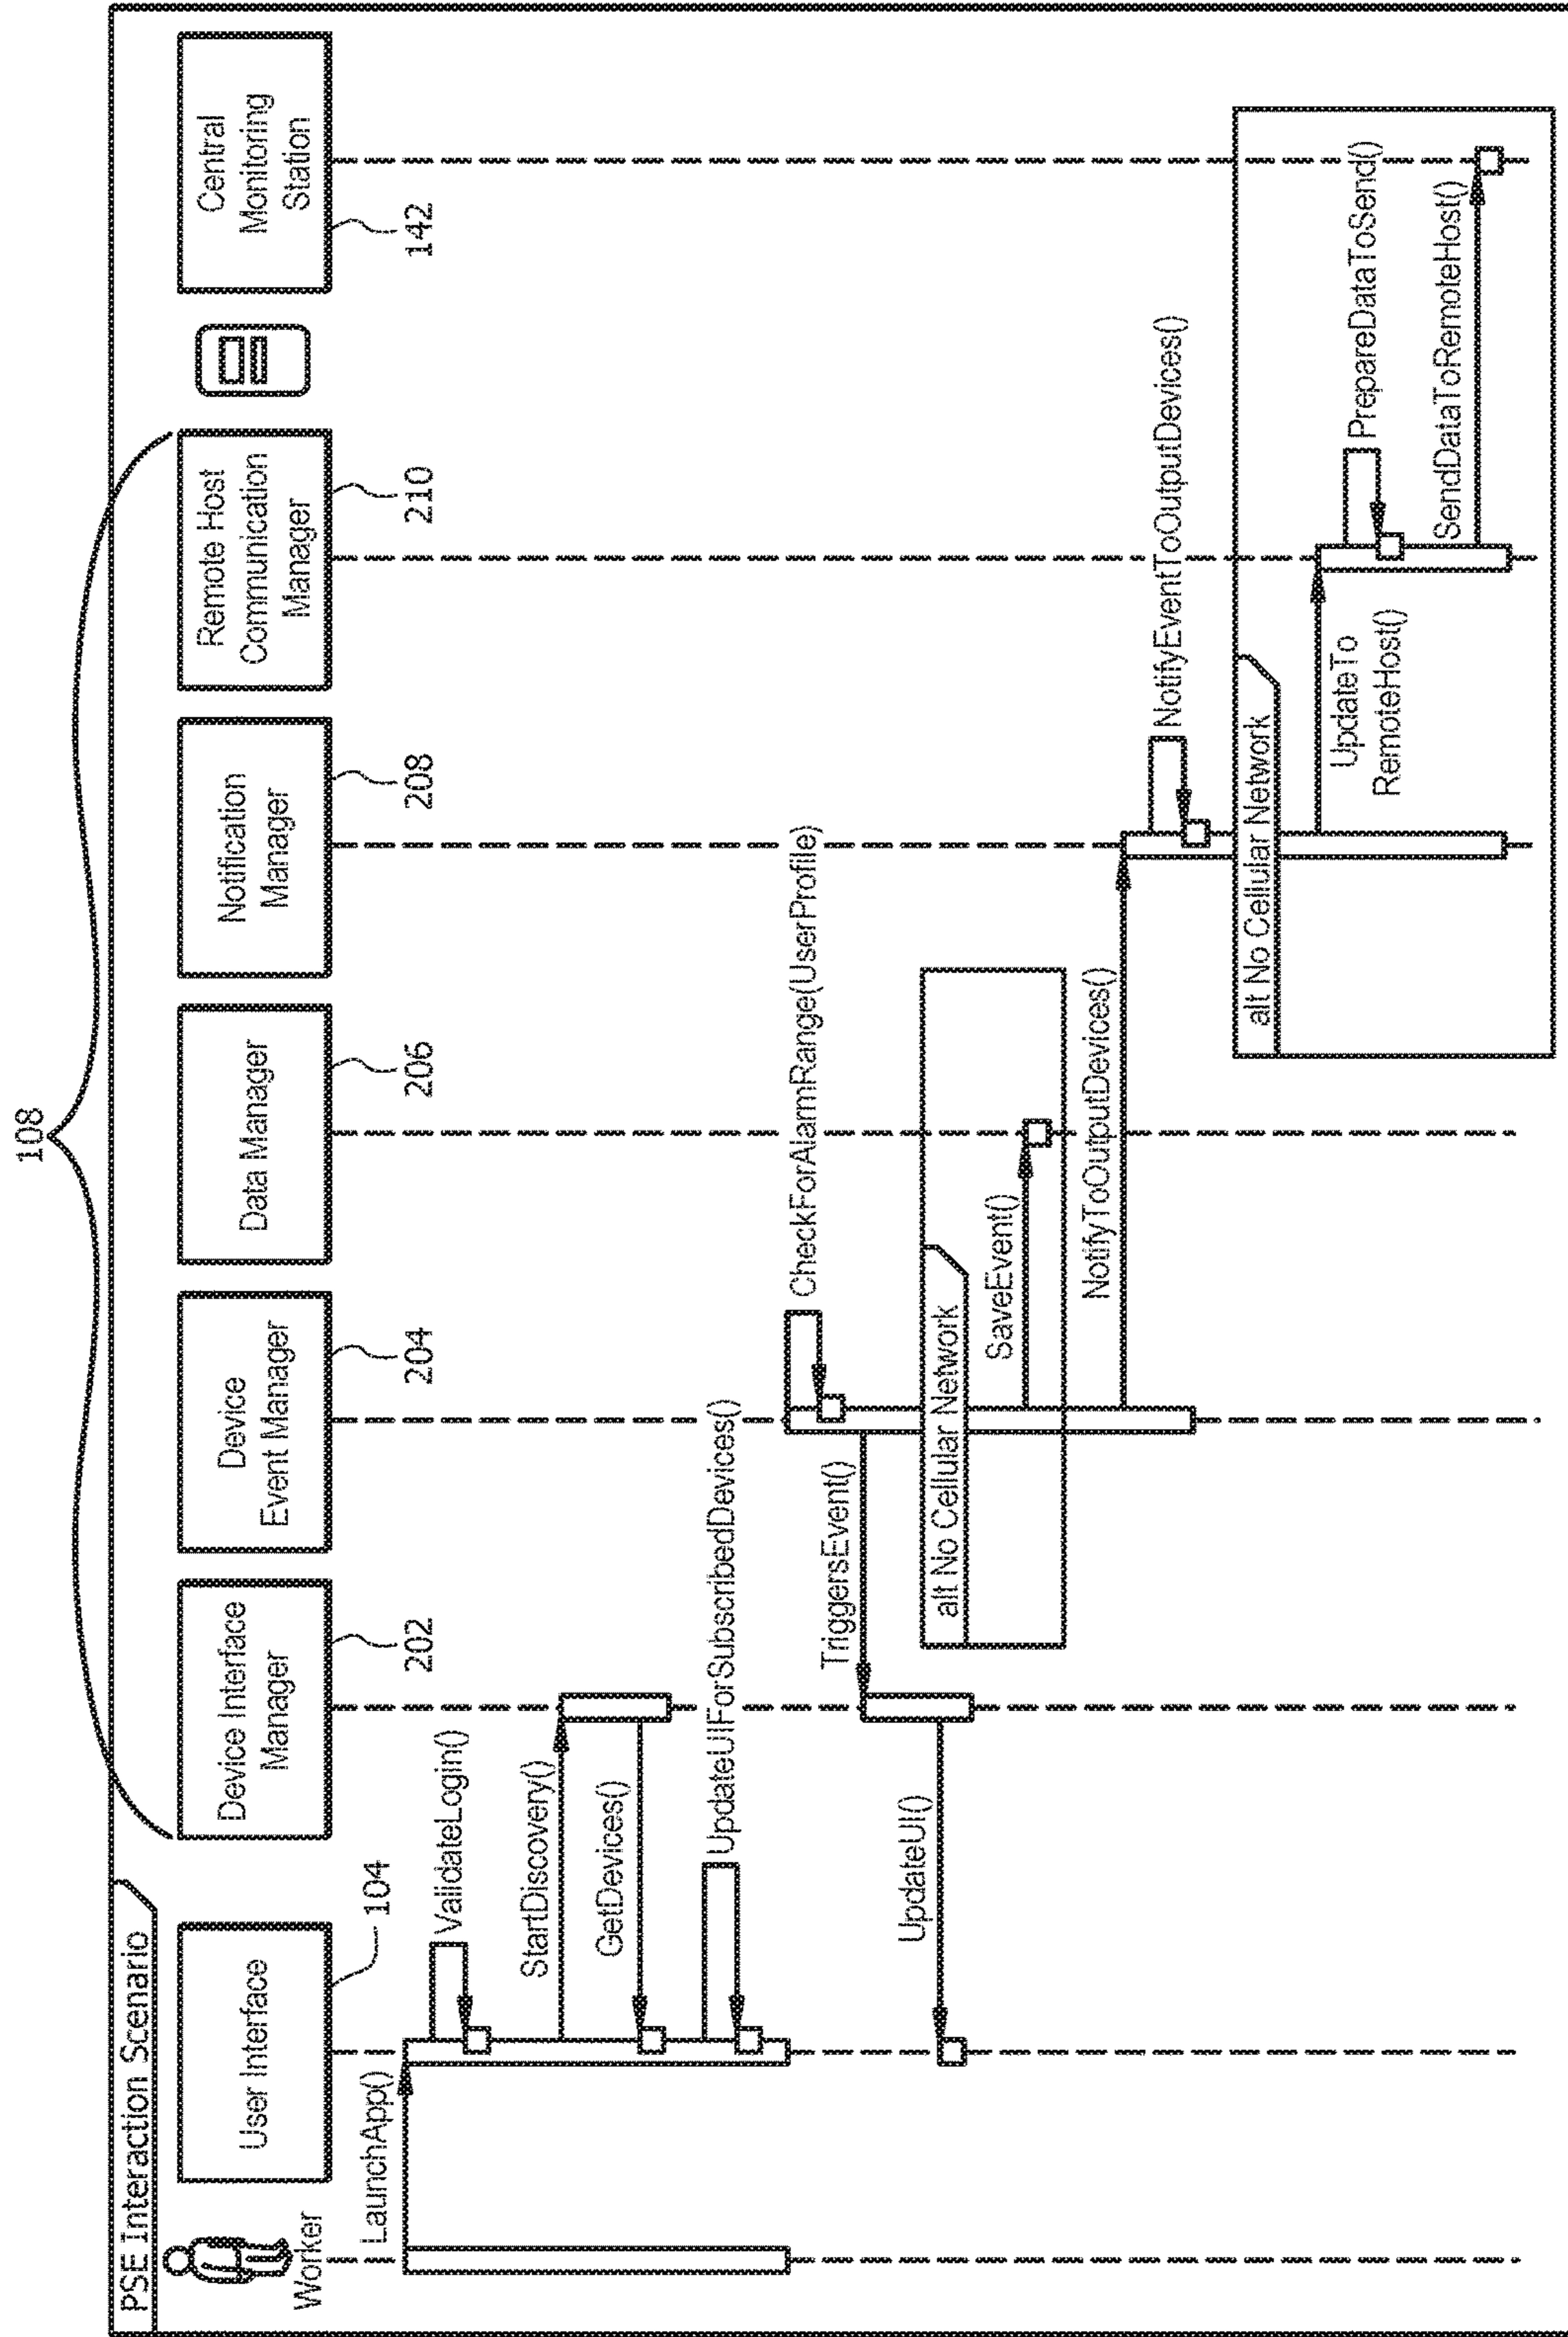 108
PSE Interaction Scenario
Worker
User Interface
104
Device Interface
Manager
202
Device
Event Manager
204
Data Manager
206
Notification
Manager
208
Remote Host
Communication
Manager
210
Central
Monitoring
Station
142
LaunchApp()
ValidateLogin()
StartDiscovery()
GetDevices()
UpdateUIForSubscribedDevices()
CheckForAlarmRange(UserProfile)
TriggersEvent()
UpdateUI()
alt No Cellular Network
SaveEvent()
NotifyToOutputDevices()
NotifyEventToOutputDevices()
alt No Cellular Network
UpdateTo
RemoteHost()
PrepareDataToSend()
SendDataToRemoteHost()